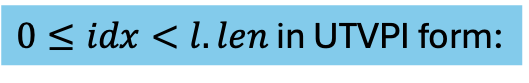 0 ≤ idx < l.len in UTVPI form: